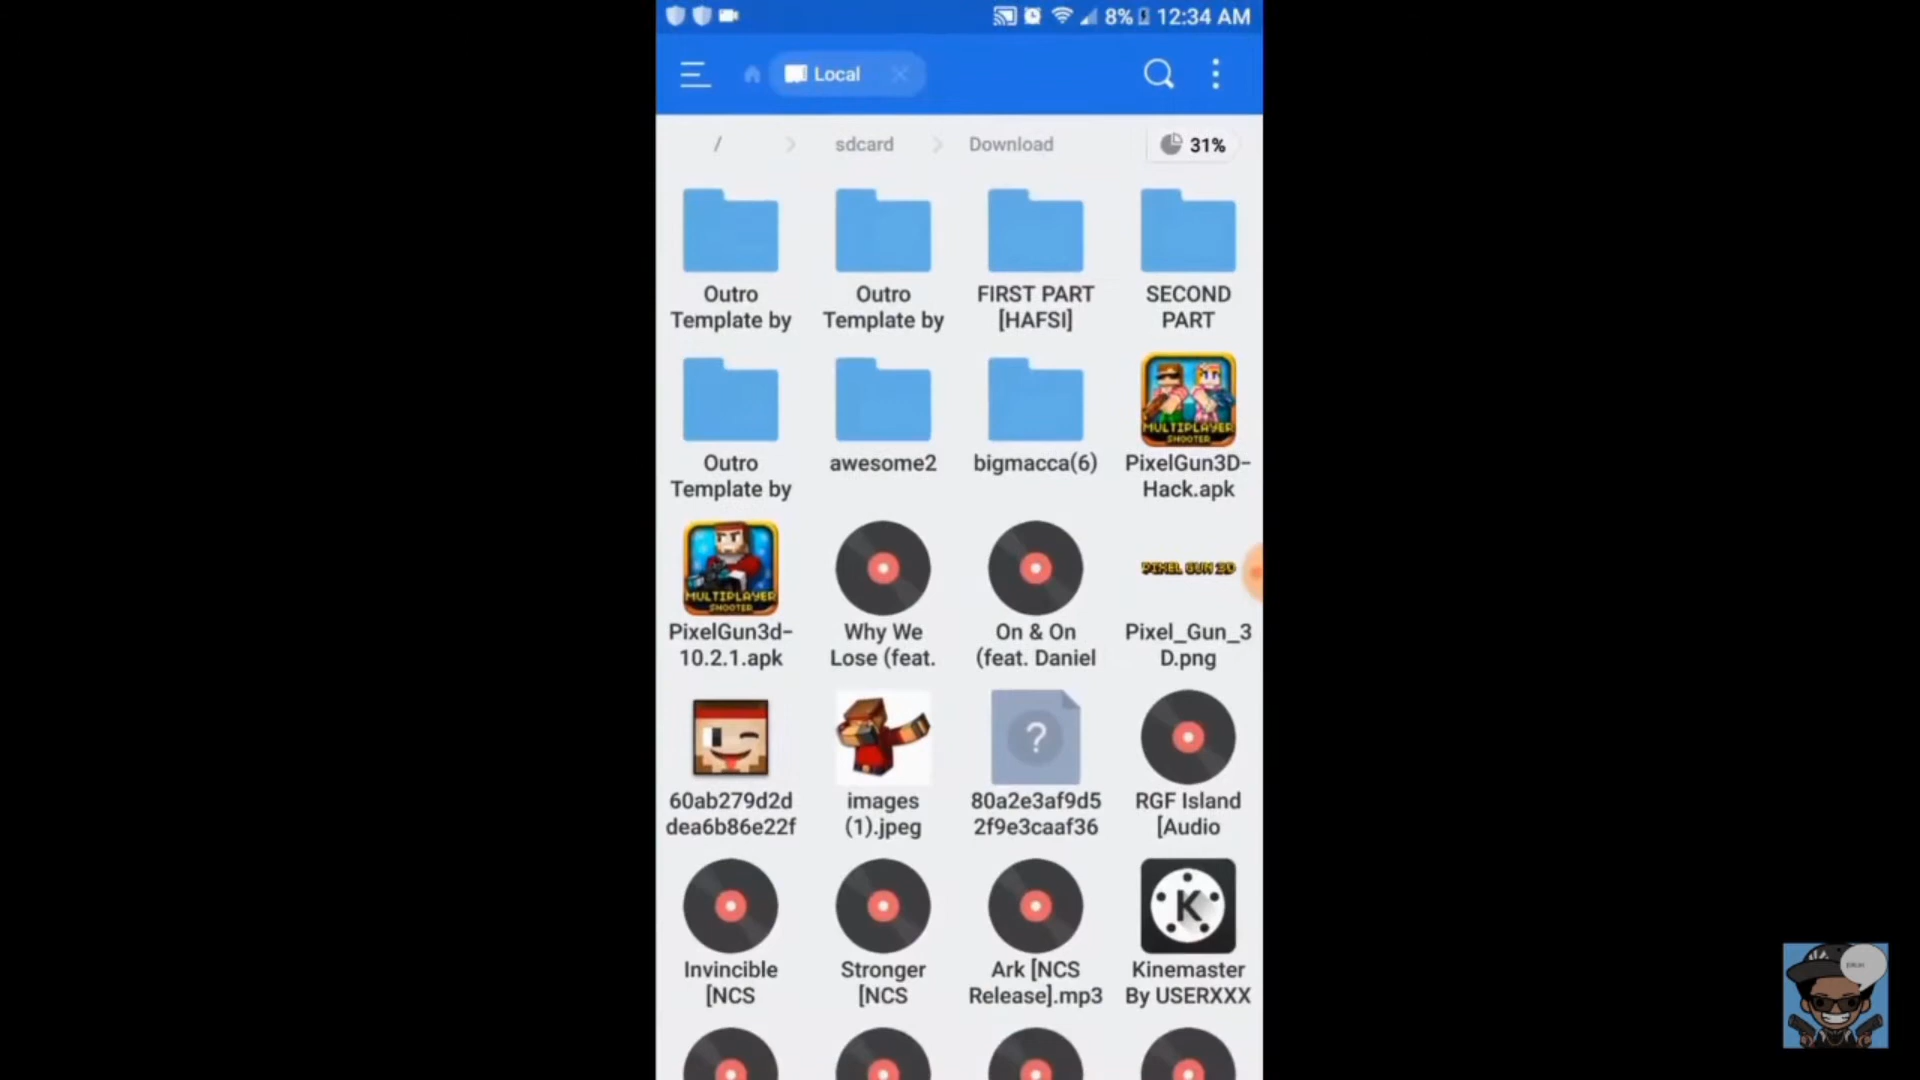 8% 12:34 AM
Local
/ sdcard Download 31%
Outro
Template by
Outro
Template by
FIRST PART
[HAFSI]
SECOND
PART
Outro
Template by
awesome2
bigmacca(6)
MULTIPLAYER
SHOOTER
PixelGun3D-
Hack.apk
MULTIPLAYER
SHOOTER
PixelGun3d-
10.2.1.apk
Why We
Lose (feat.
On & On
(feat. Daniel
PIXEL GUN 3D
Pixel_Gun_3
D.png
60ab279d2d
dea6b86e22f
images
(1).jpeg
?
80a2e3af9d5
2f9e3caaf36
RGF Island
[Audio
Invincible
[NCS
Stronger
[NCS
Ark [NCS
Release].mp3
K
Kinemaster
By USERXXX